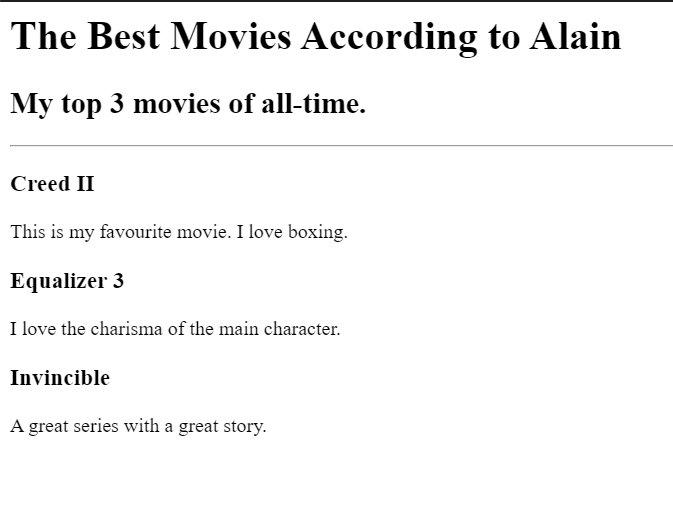 The Best Movies According to Alain
My top 3 movies of all-time.
Creed II
This is my favourite movie. I love boxing.
Equalizer 3
I love the charisma of the main character.
Invincible
A great series with a great story.